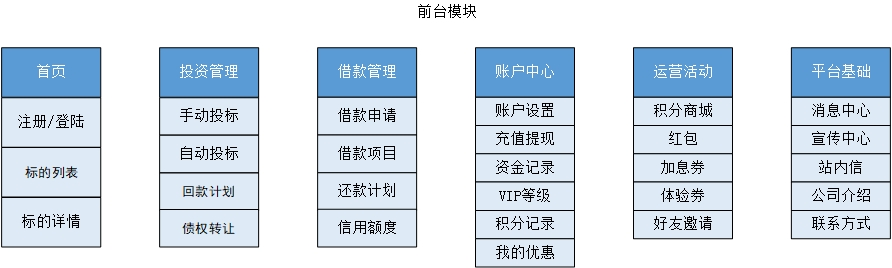 前台模块
首页
注册/登陆
标的列表
标的详情
投资管理
手动投标
自动投标
回款计划
债权转让
借款管理
借款申请
借款项目
还款计划
信用额度
账户中心
账户设置
充值提现
资金记录
VIP等级
积分记录
我的优惠
运营活动
积分商城
红包
加息券
体验券
好友邀请
平台基础
消息中心
宣传中心
站内信
公司介绍
联系方式